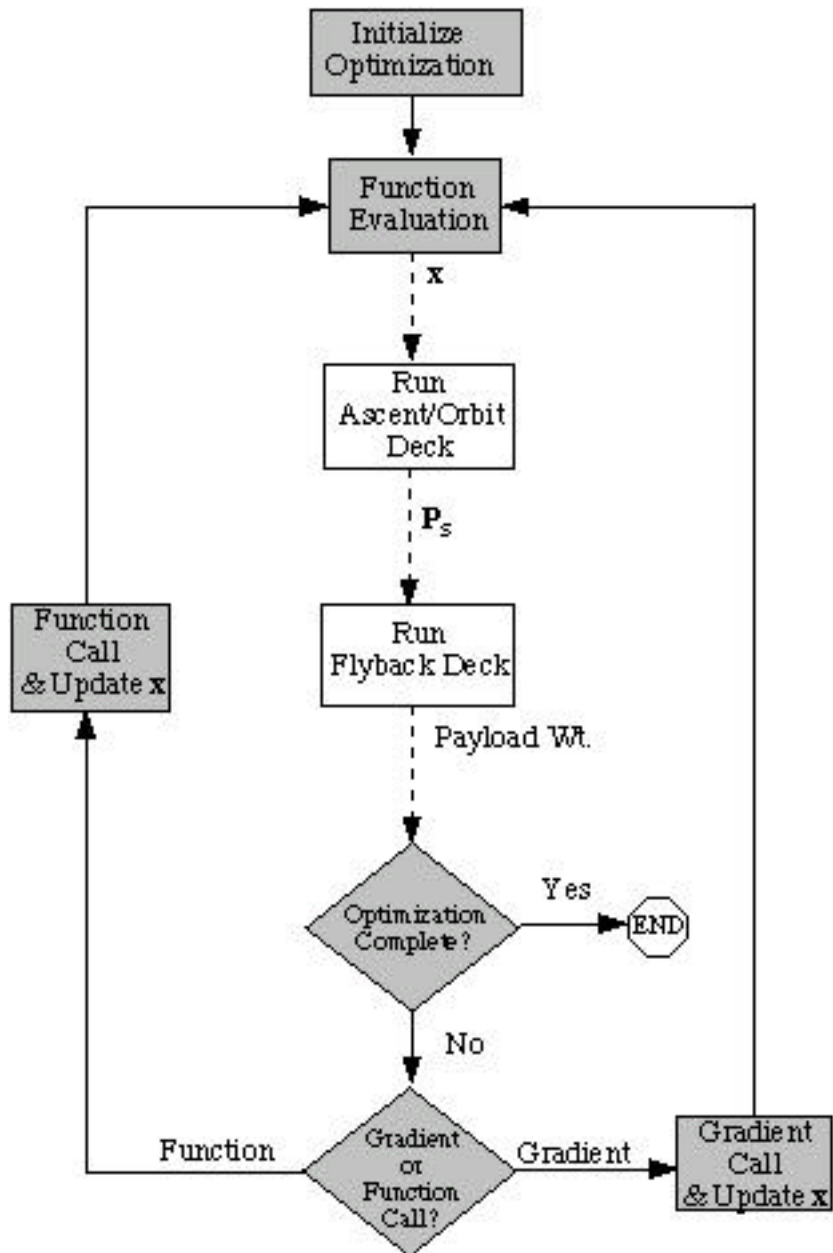 Initialize
Optimization
Function
Evaluation
x
Run
Ascent/Orbit
Deck
Ps
Function
Call
& Update x
Run
Flyback Deck
Payload Wt.
Optimization
Complete?
Yes
END
No
Function
Gradient
or
Function
Call?
Gradient
Gradient
Call
& Update x